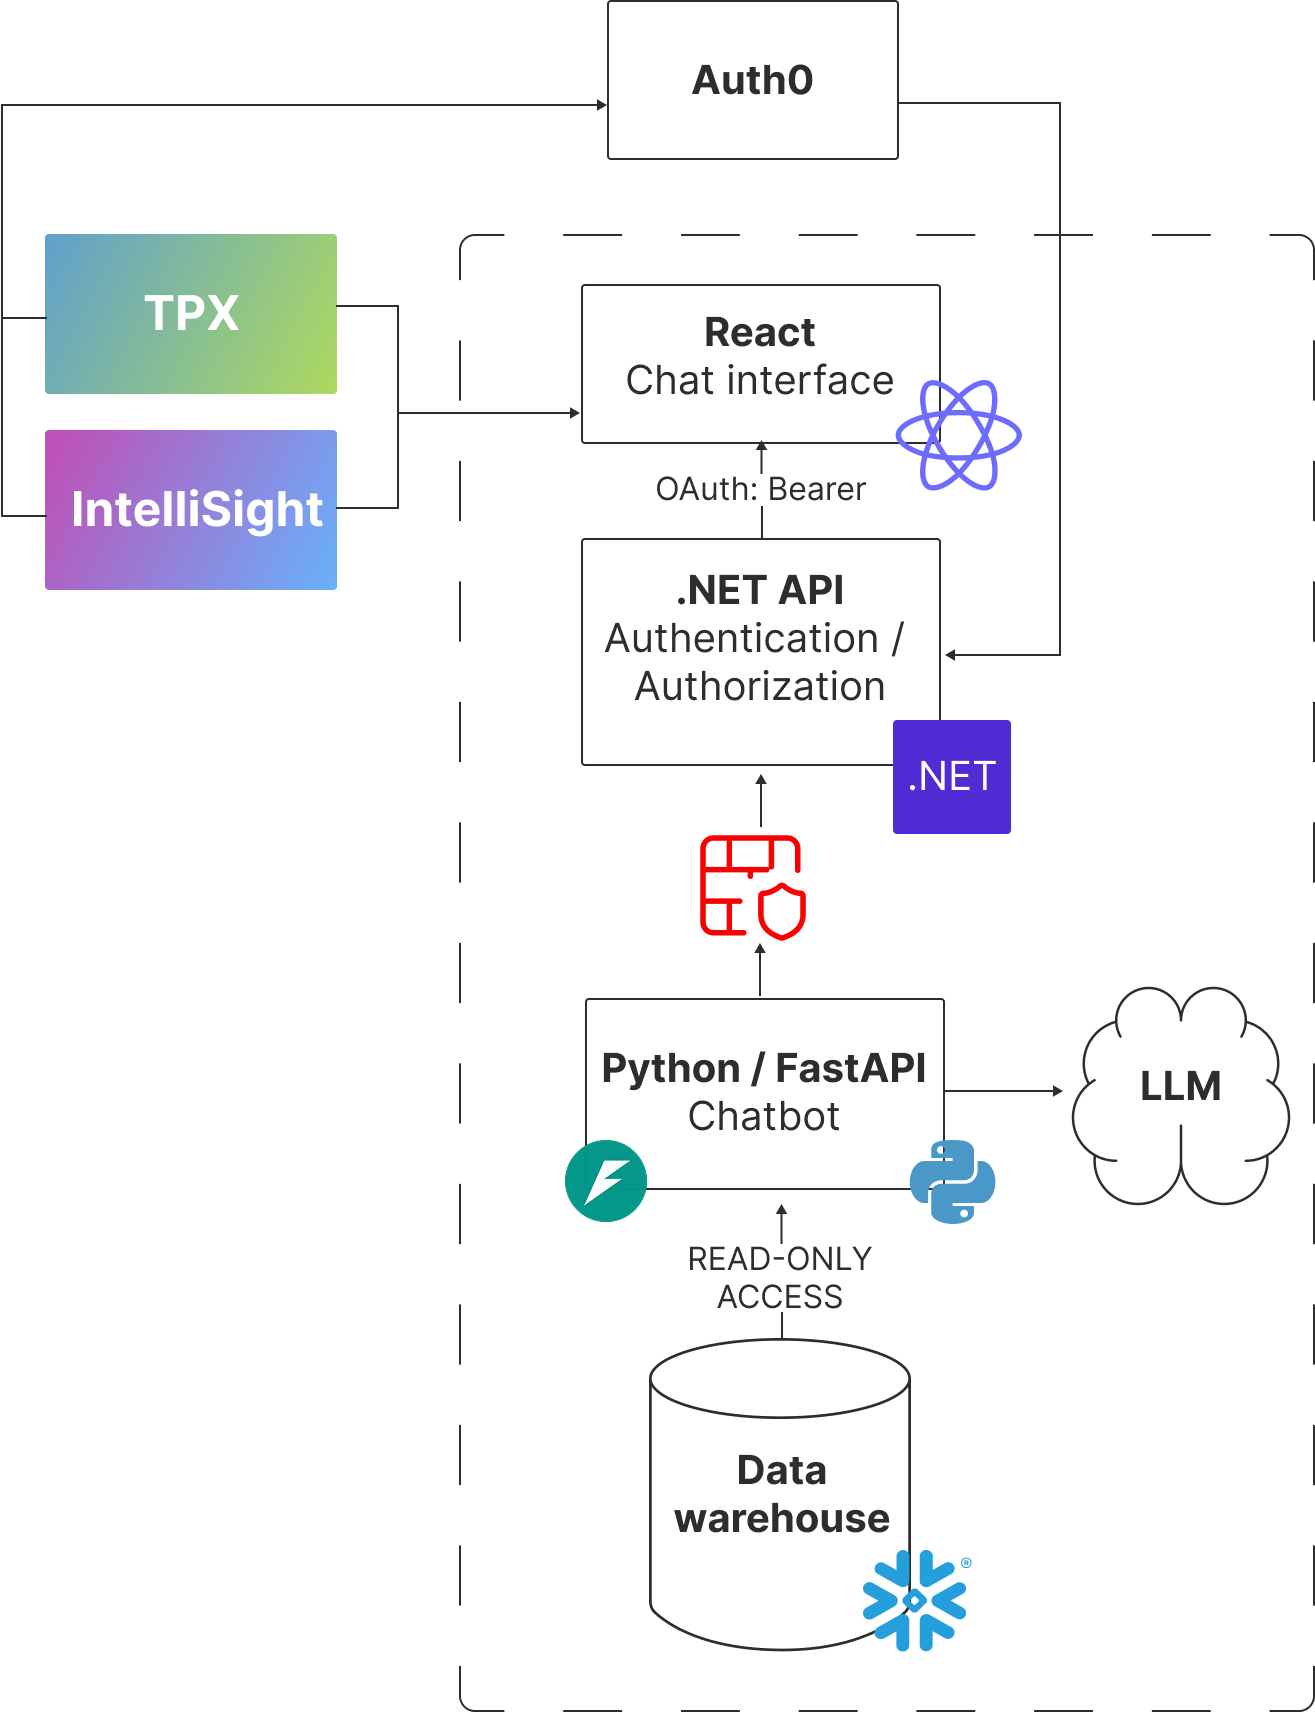 Auth0
TPX
IntelliSight
React
Chat interface
OAuth: Bearer
.NET API
Authentication /
Authorization
.NET
Python / FastAPI
Chatbot
LLM
READ-ONLY
ACCESS
Data
warehouse
®